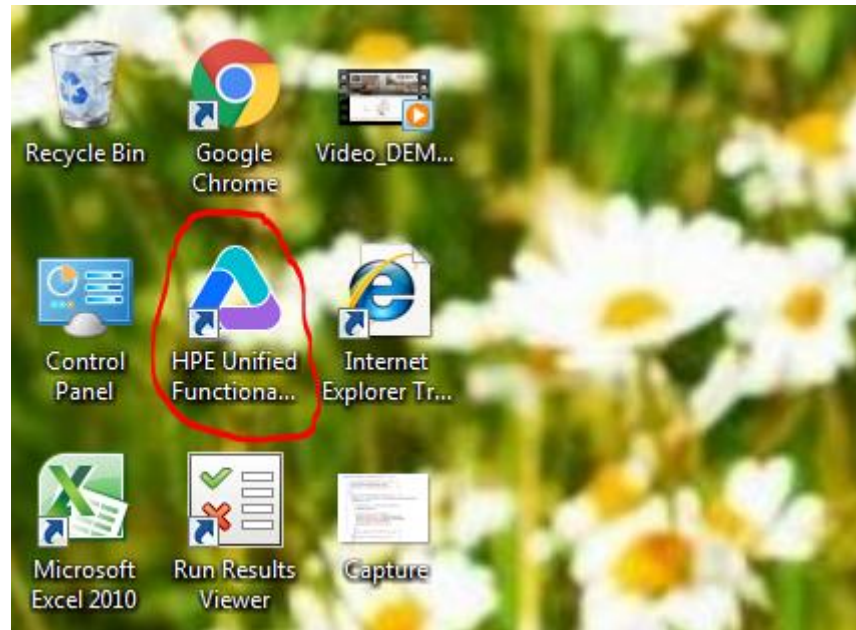 Recycle Bin
Google
Chrome
Video_DEM...
Control
Panel
HPE Unified
Functiona...
Internet
Explorer Tr...
Microsoft
Excel 2010
Run Results
Viewer
Capture